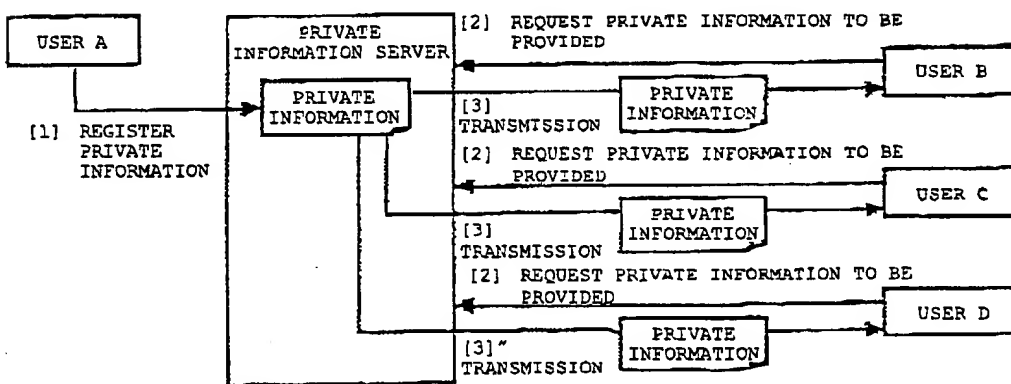 USER A
[1] REGISTER
PRIVATE
INFORMATION
PRIVATE
INFORMATION SERVER
PRIVATE
INFORMATION
[2] REQUEST PRIVATE INFORMATION TO BE
PROVIDED
USER B
PRIVATE
INFORMATION
[3]
TRANSMISSION
[2] REQUEST PRIVATE INFORMATION TO BE
PROVIDED
USER C
PRIVATE
INFORMATION
[3]
TRANSMISSION
[2] REQUEST PRIVATE INFORMATION TO BE
PROVIDED
USER D
PRIVATE
INFORMATION
[3]"
TRANSMISSION